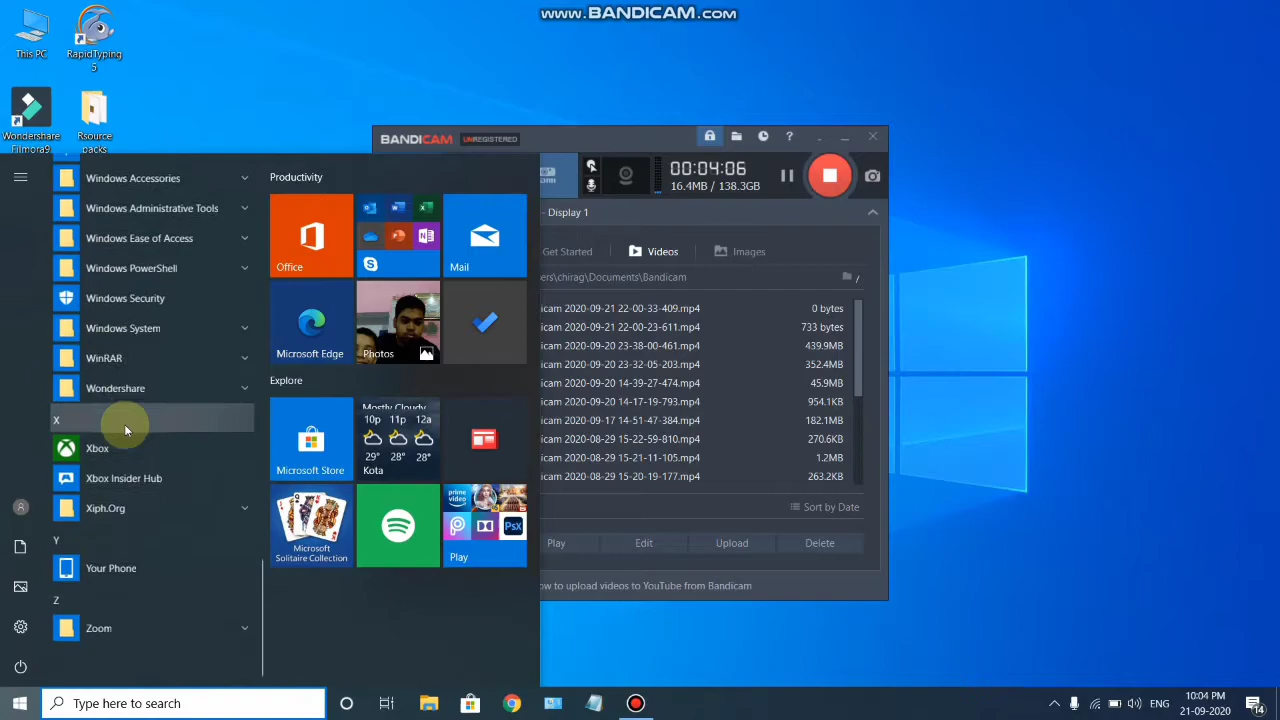 www.BANDICAM.com
This PC
RapidTyping
5
Wondershare
Filmora9
Rsource
packs
BANDICAM UNREGISTERED
?
00:04:06
16.4MB / 138.3GB
- Display 1
Get Started
Videos
Images
ers\chirag\Documents\Bandicam
/
icam 2020-09-21 22-00-33-409.mp4 0 bytes
icam 2020-09-21 22-00-23-611.mp4 733 bytes
icam 2020-09-20 23-38-00-461.mp4 439.9MB
icam 2020-09-20 23-32-05-203.mp4 352.4MB
icam 2020-09-20 14-39-27-474.mp4 45.9MB
icam 2020-09-20 14-17-19-793.mp4 954.1KB
icam 2020-09-17 14-51-47-384.mp4 182.1MB
icam 2020-08-29 15-22-59-810.mp4 270.6KB
icam 2020-08-29 15-21-11-105.mp4 1.2MB
icam 2020-08-29 15-20-19-177.mp4 263.2KB
Sort by Date
Play
Edit
Upload
Delete
ow to upload videos to YouTube from Bandicam
Windows Accessories
Windows Administrative Tools
Windows Ease of Access
Windows PowerShell
Windows Security
Windows System
WinRAR
Wondershare
X
Xbox
Xbox Insider Hub
Xiph.Org
Y
Your Phone
Z
Zoom
Productivity
Office
Mail
Microsoft Edge
Photos
Explore
Microsoft Store
Mostly Cloudy
10p 11p 12a
29° 28° 28°
Kota
Microsoft
Solitaire Collection
prime
video
Psx
Play
Type here to search
ENG
10:04 PM
21-09-2020
14